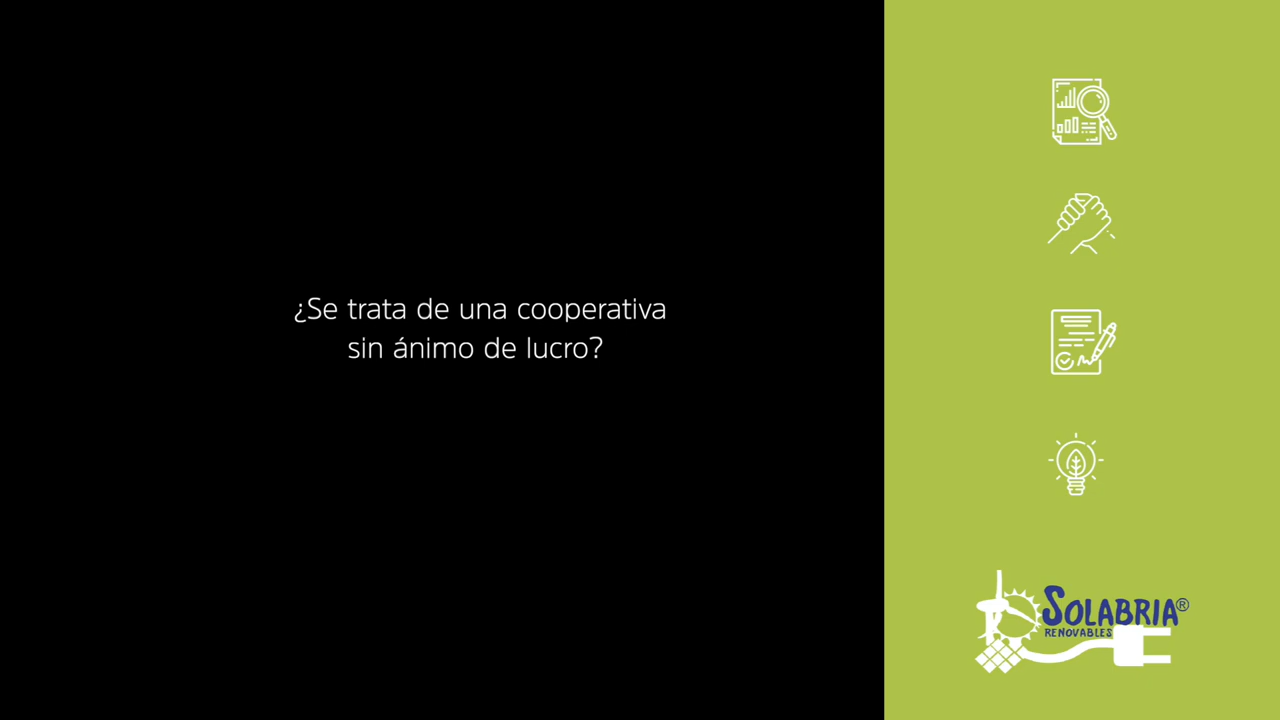 ¿Se trata de una cooperativa
sin ánimo de lucro?
SOLABRIA®
RENOVABLES